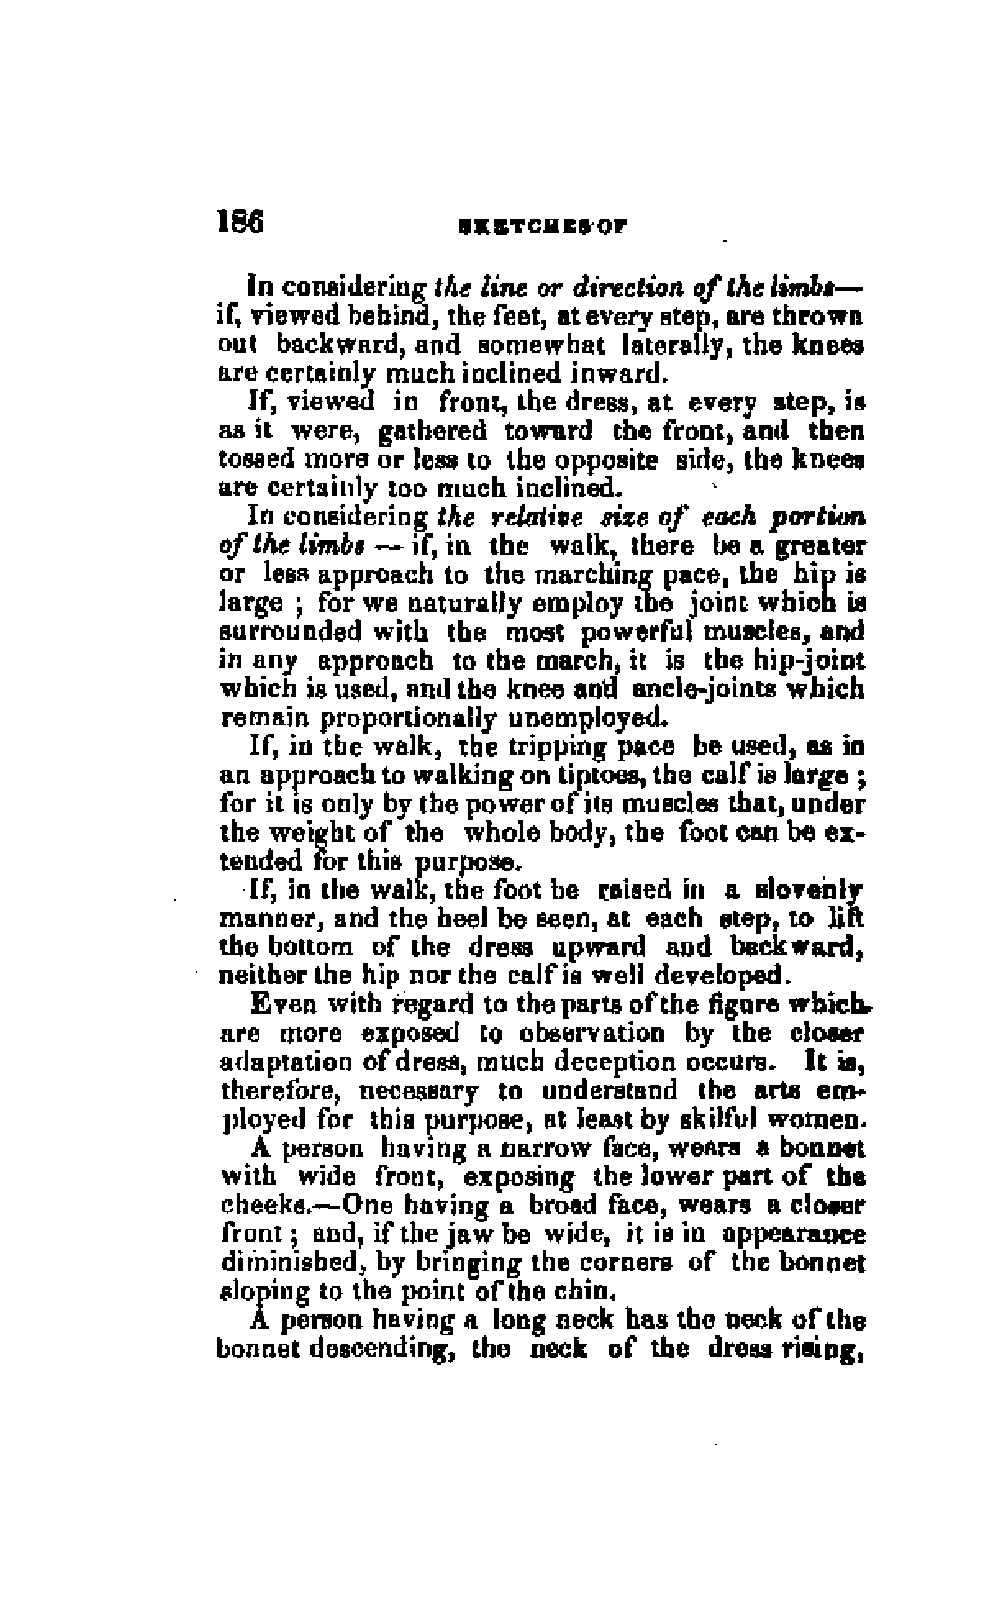 186 SKETCHES OF
In considering the line or direction of the limbs—
if, viewed behind, the feet, at every step, are thrown
out backward, and somewhat laterally, the knees
are certainly much inclined inward.
If, viewed in front, the dress, at every step, is
as it were, gathered toward the front, and then
tossed more or less to the opposite side, the knees
are certainly too much inclined.
In considering the relative size of each portion
of the limbs — if, in the walk, there be a greater
or less approach to the marching pace, the hip is
large ; for we naturally employ the joint which is
surrounded with the most powerful muscles, and
in any approach to the march, it is the hip-joint
which is used, and the knee and ancle-joints which
remain proportionally unemployed.
If, in the walk, the tripping pace be used, as in
an approach to walking on tiptoes, the calf is large ;
for it is only by the power of its muscles that, under
the weight of the whole body, the foot can be ex-
tended for this purpose.
If, in the walk, the foot be raised in a slovenly
manner, and the heel be seen, at each step, to lift
the bottom of the dress upward and backward,
neither the hip nor the calf is well developed.
Even with regard to the parts of the figure which
are more exposed to observation by the closer
adaptation of dress, much deception occurs. It is,
therefore, necessary to understand the arts em-
ployed for this purpose, at least by skilful women.
A person having a narrow face, wears a bonnet
with wide front, exposing the lower part of the
cheeks.—One having a broad face, wears a closer
front ; and, if the jaw be wide, it is in appearance
diminished, by bringing the corners of the bonnet
sloping to the point of the chin.
A person having a long neck has the neck of the
bonnet descending, the neck of the dress rising,